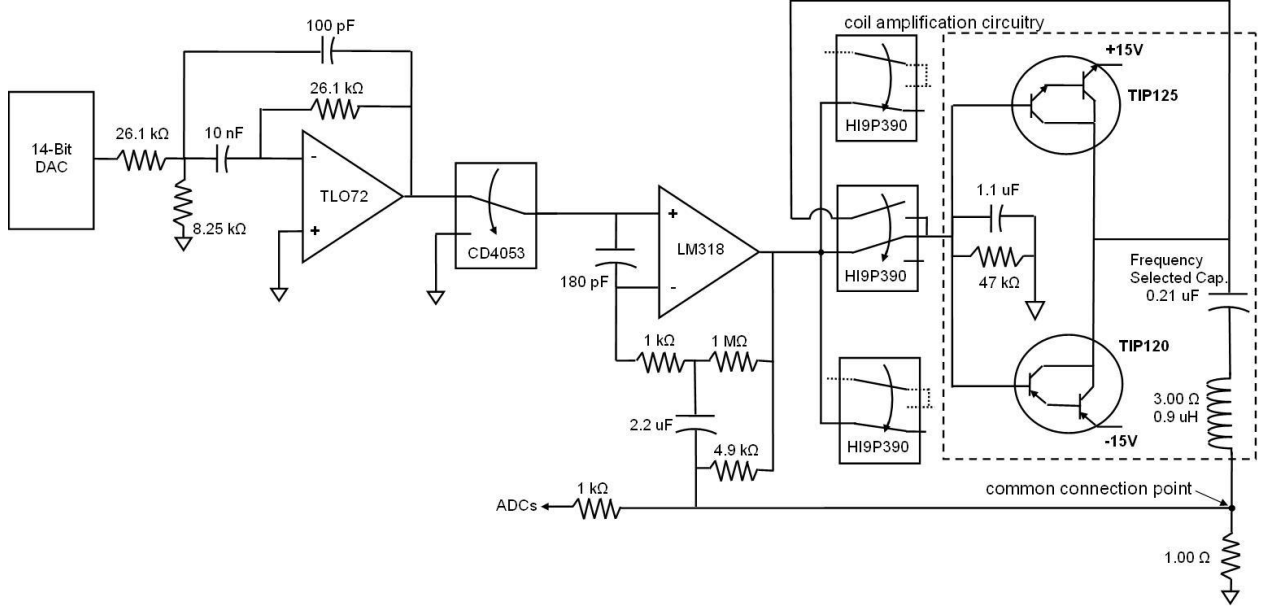 100 pF
coil amplification circuitry
+15V
TIP125
26.1 kΩ
HI9P390
14-Bit
DAC
26.1 kΩ
10 nF
-
+
TLO72
8.25 kΩ
CD4053
+
-
LM318
180 pF
HI9P390
1.1 uF
47 kΩ
Frequency
Selected Cap.
0.21 uF
1 kΩ
1 MΩ
TIP120
2.2 uF
4.9 kΩ
HI9P390
3.00 Ω
0.9 uH
-15V
1 kΩ
ADCs
common connection point
1.00 Ω